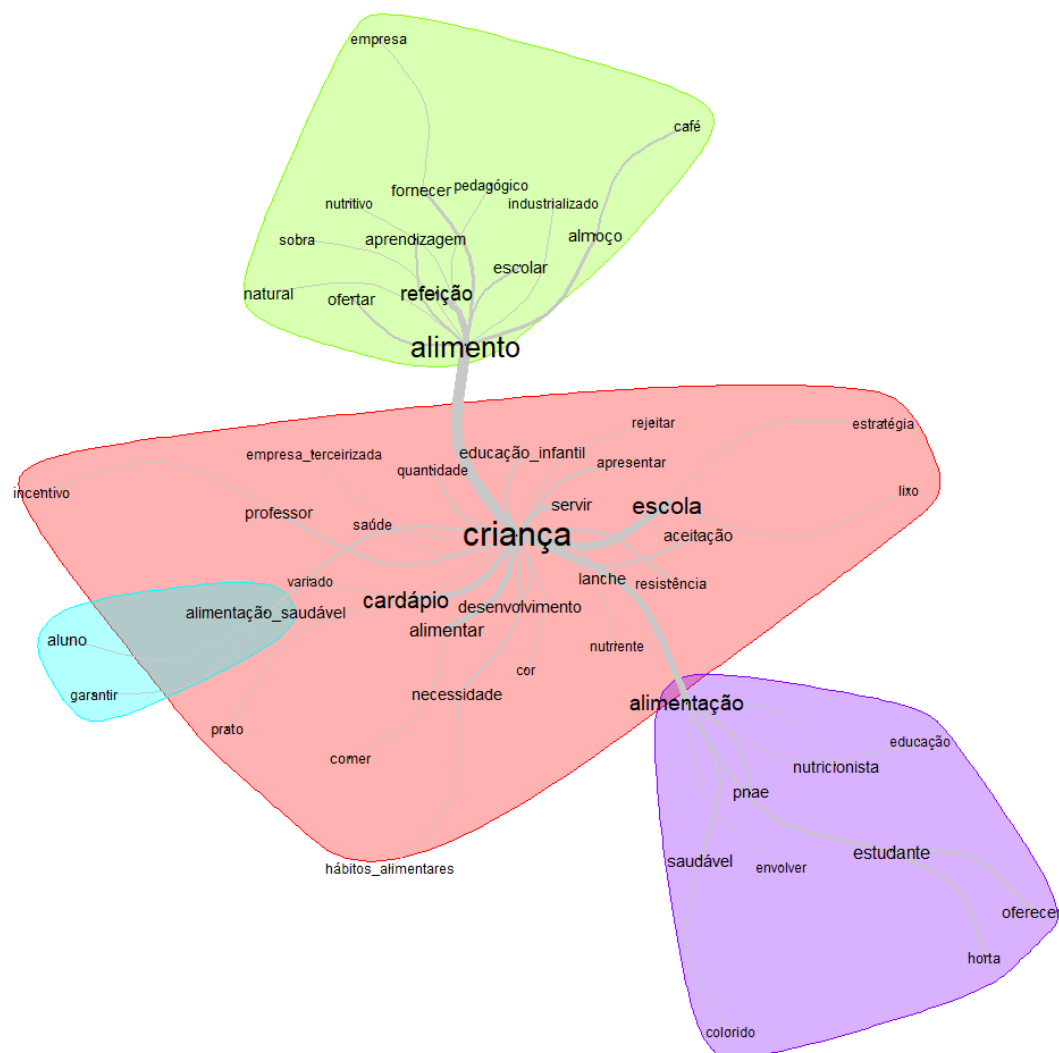 empresa
café
fornecer
pedagógico
nutritivo
industrializado
sobra
aprendizagem
almoço
escolar
natural
ofertar
refeição
alimento
rejeitar
estratégia
empresa_terceirizada
educação_infantil
quantidade
apresentar
incentivo
lixo
professor
saúde
servir
escola
criança
aceitação
variado
lanche
resistência
alimentação_saudável
cardápio
desenvolvimento
aluno
alimentar
nutriente
cor
garantir
necessidade
alimentação
prato
comer
educação
nutricionista
pnae
hábitos_alimentares
saudável
envolver
estudante
oferecer
horta
colorido